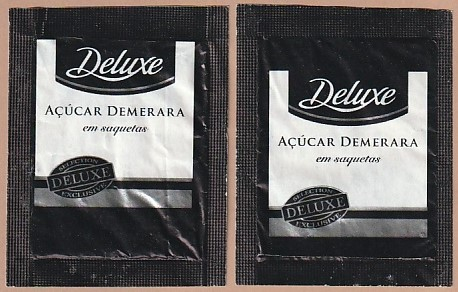 Deluxe
AÇÚCAR DEMERARA
em saquetas
SELECTION
DELUXE
EXCLUSIVE
Deluxe
AÇÚCAR DEMERARA
em saquetas
SELECTION
DELUXE
EXCLUSIVE